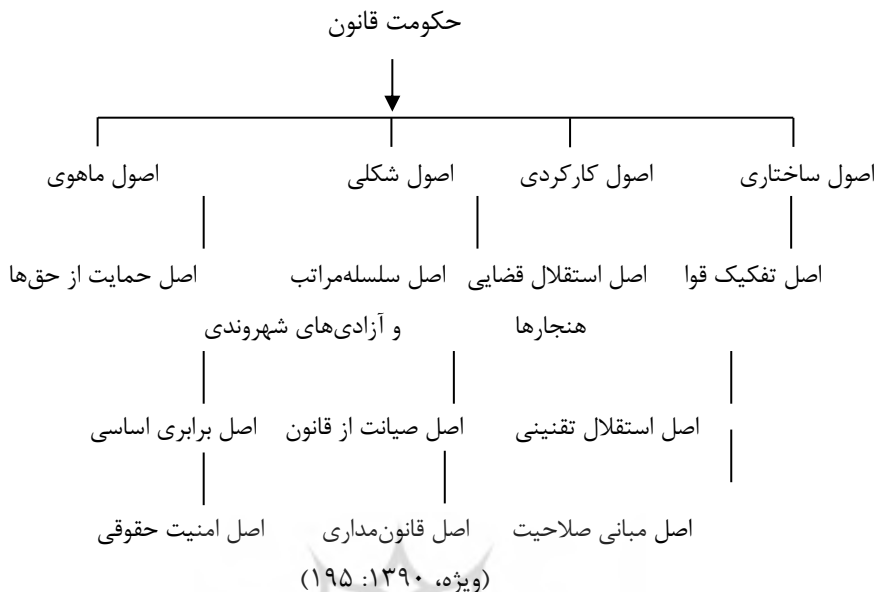 حکومت قانون
اصول ساختاری اصول کارکردی اصول شکلی اصول ماهوی
اصل تفکیک قوا اصل استقلال قضایی اصل سلسله‌مراتب اصل حمایت از حق‌ها
هنجارها و آزادی‌های شهروندی
اصل استقلال تقنینی اصل صیانت از قانون اصل برابری اساسی
اصل مبانی صلاحیت اصل قانون‌مداری اصل امنیت حقوقی
(ویژه، ۱۳۹۰: ۱۹۵)